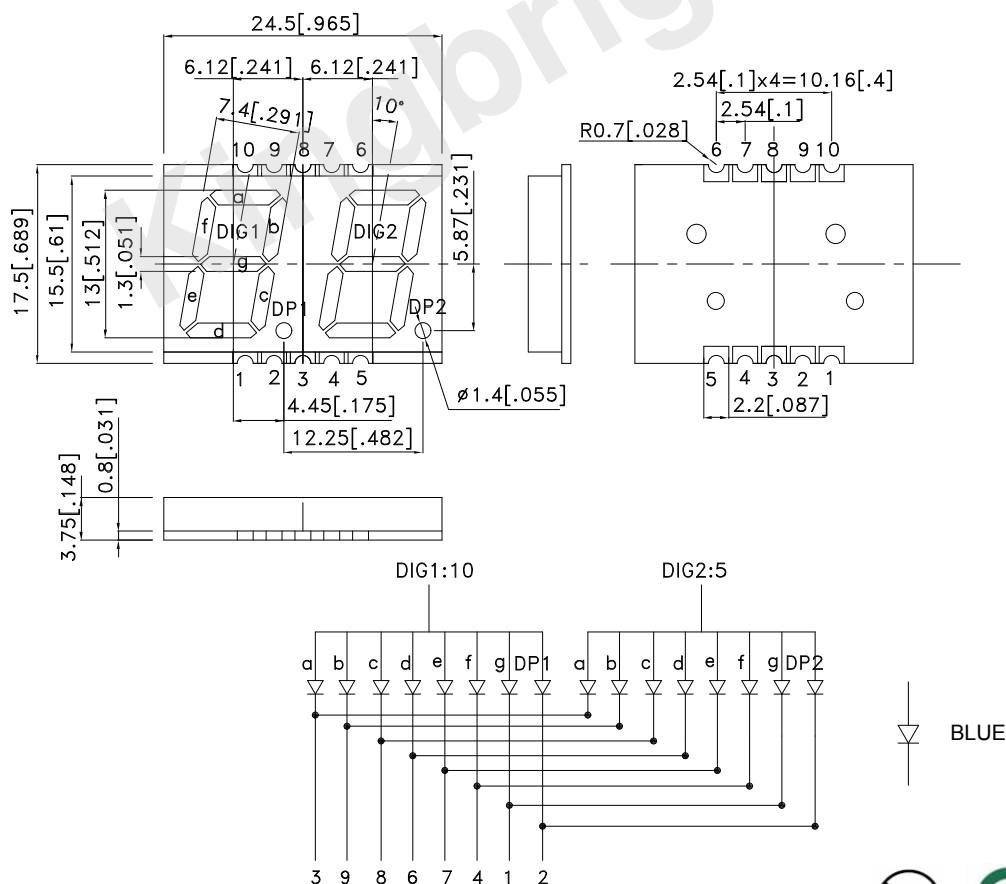 Kingbrig
24.5[.965]
6.12[.241] 6.12[.241]
7.4[.291]
10°
10 9 8 7 6
17.5[.689]
15.5[.61]
13[.512]
1.3[.051]
5.87[.231]
a
f DIG1 b
g
e c
d
DP1
DIG2
DP2
1 2 3 4 5
4.45[.175]
12.25[.482]
ø1.4[.055]
2.54[.1]x4=10.16[.4]
2.54[.1]
R0.7[.028]
6 7 8 9 10
5 4 3 2 1
2.2[.087]
3.75[.148]
0.8[.031]
DIG1:10 DIG2:5
a b c d e f g DP1 a b c d e f g DP2
BLUE
3 9 8 6 7 4 1 2